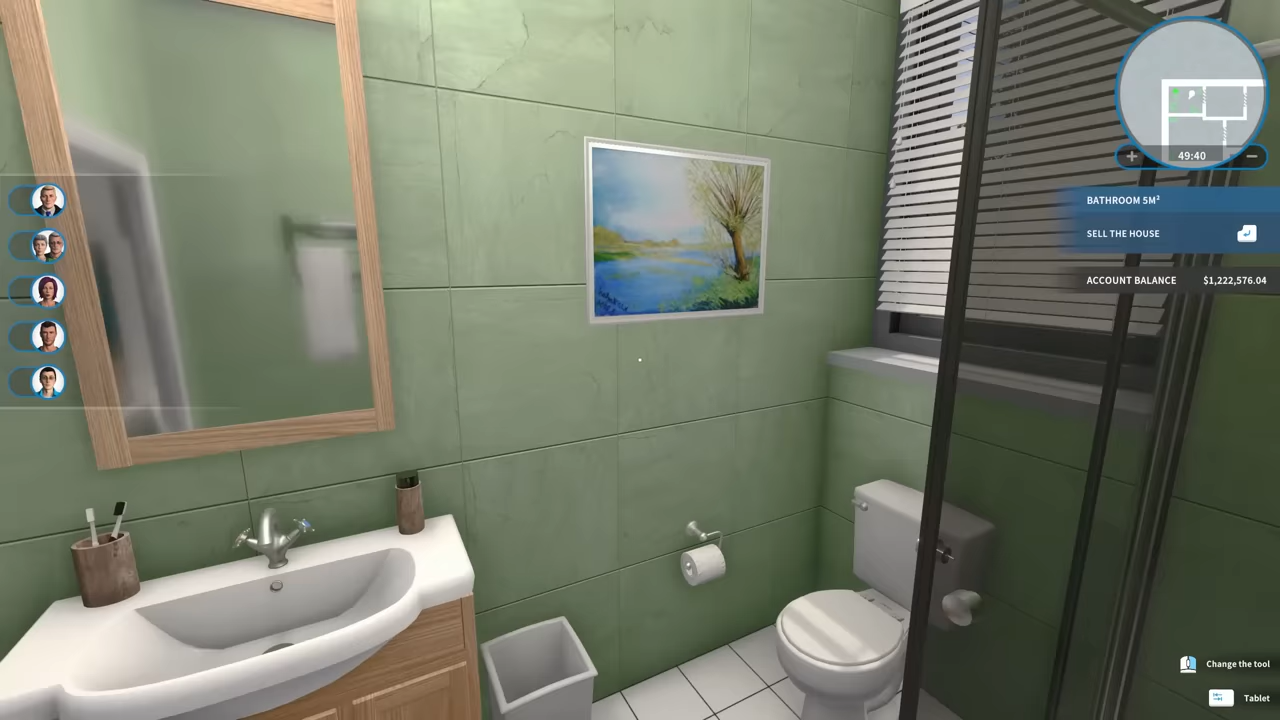 49:40
BATHROOM 5M²
SELL THE HOUSE
ACCOUNT BALANCE $1,222,576.04
Change the tool
Tablet